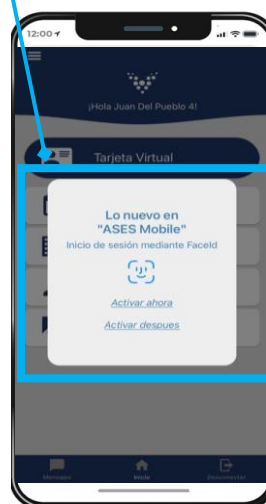 12:00
¡Hola Juan Del Pueblo 4!
Tarjeta Virtual
Lo nuevo en
"ASES Mobile"
Inicio de sesión mediante FaceId
Activar ahora
Activar despues
Mensajes
Inicio
Desconectar